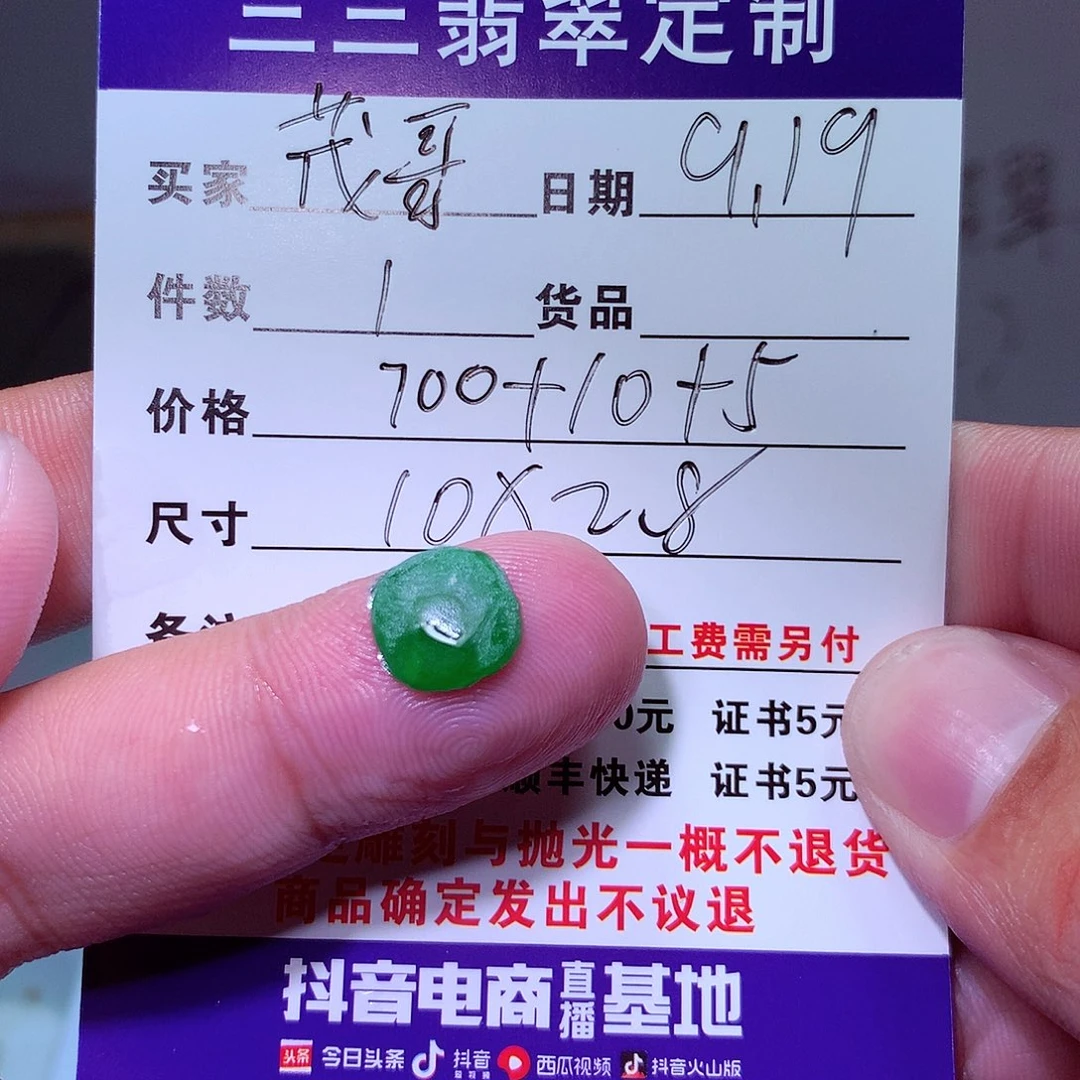 三三翡翠定制
买家 茂哥 日期 9.19
件数 1 货品
价格 700+10+5
尺寸 10X2.8
工费需另付
0元 证书5元
顺丰快递 证书5元
雕刻与抛光一概不退货
商品确定发出不议退
抖音电商直播基地
头条 今日头条 抖音 西瓜视频 抖音火山版